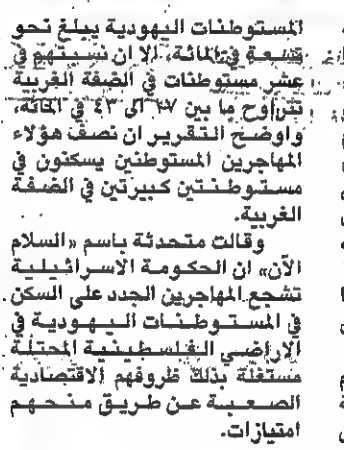 المستوطنات اليهودية يبلغ نحو
تسعة في المائة، الا ان نسبتهم في
عشر مستوطنات في الضفة الغربية
تتراوح ما بين ٢٧ الى ٤٣ في المائة،
واوضح التقرير ان نصف هؤلاء
المهاجرين المستوطنين يسكنون في
مستوطنتين كبيرتين في الضفة
الغربية.
وقالت متحدثة باسم «السلام
الآن» ان الحكومة الاسرائيلية
تشجع المهاجرين الجدد على السكن
في المستوطنات اليهودية في
الاراضي الفلسطينية المحتلة
مستغلة بذلك ظروفهم الاقتصادية
الصعبة عن طريق منحهم
امتيازات.